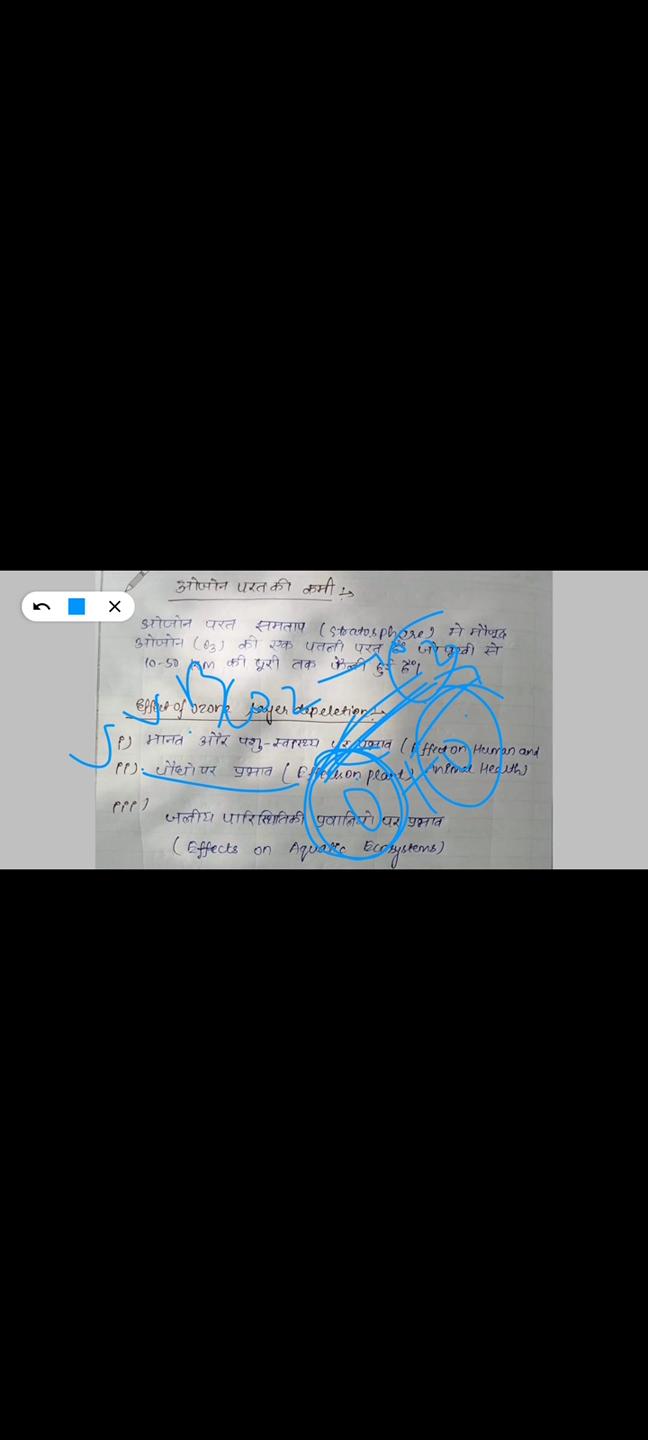 ओजोन परत की कमी :→
ओजोन परत समताप (Stratosphere) में मौजूद
ओजोन (O3) की एक पतली परत है जो पृथ्वी से
10-50 km की दूरी तक फैली हुई है।
Effect of Ozone layer depeletion :-
i) मानव और पशु-स्वास्थ्य पर प्रभाव (Effect on Human and
Animal Health)
ii). पौधों पर प्रभाव (Effects on plant)
iii)
जलीय पारिस्थितिकी प्रणालियों पर प्रभाव
(Effects on Aquatic Ecosystems)